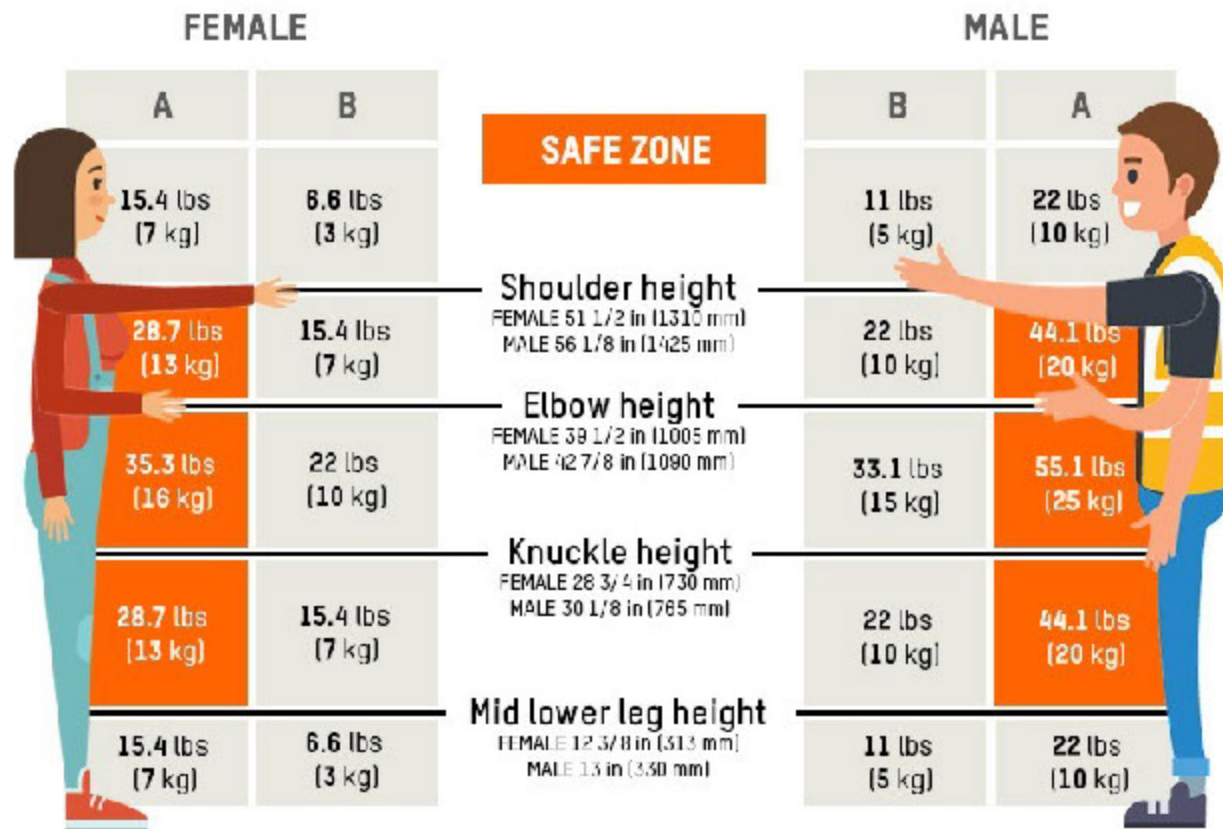 FEMALE
MALE
A
B
B
A
SAFE ZONE
15.4 lbs
(7 kg)
6.6 lbs
(3 kg)
11 lbs
(5 kg)
22 lbs
(10 kg)
Shoulder height
FEMALE 51 1/2 in (1310 mm)
MALE 56 1/8 in (1425 mm)
28.7 lbs
(13 kg)
15.4 lbs
(7 kg)
22 lbs
(10 kg)
44.1 lbs
(20 kg)
Elbow height
FEMALE 39 1/2 in (1005 mm)
MALE 42 7/8 in (1090 mm)
35.3 lbs
(16 kg)
22 lbs
(10 kg)
33.1 lbs
(15 kg)
55.1 lbs
(25 kg)
Knuckle height
FEMALE 28 3/4 in (730 mm)
MALE 30 1/8 in (765 mm)
28.7 lbs
(13 kg)
15.4 lbs
(7 kg)
22 lbs
(10 kg)
44.1 lbs
(20 kg)
Mid lower leg height
FEMALE 12 3/8 in (313 mm)
MALE 13 in (330 mm)
15.4 lbs
(7 kg)
6.6 lbs
(3 kg)
11 lbs
(5 kg)
22 lbs
(10 kg)